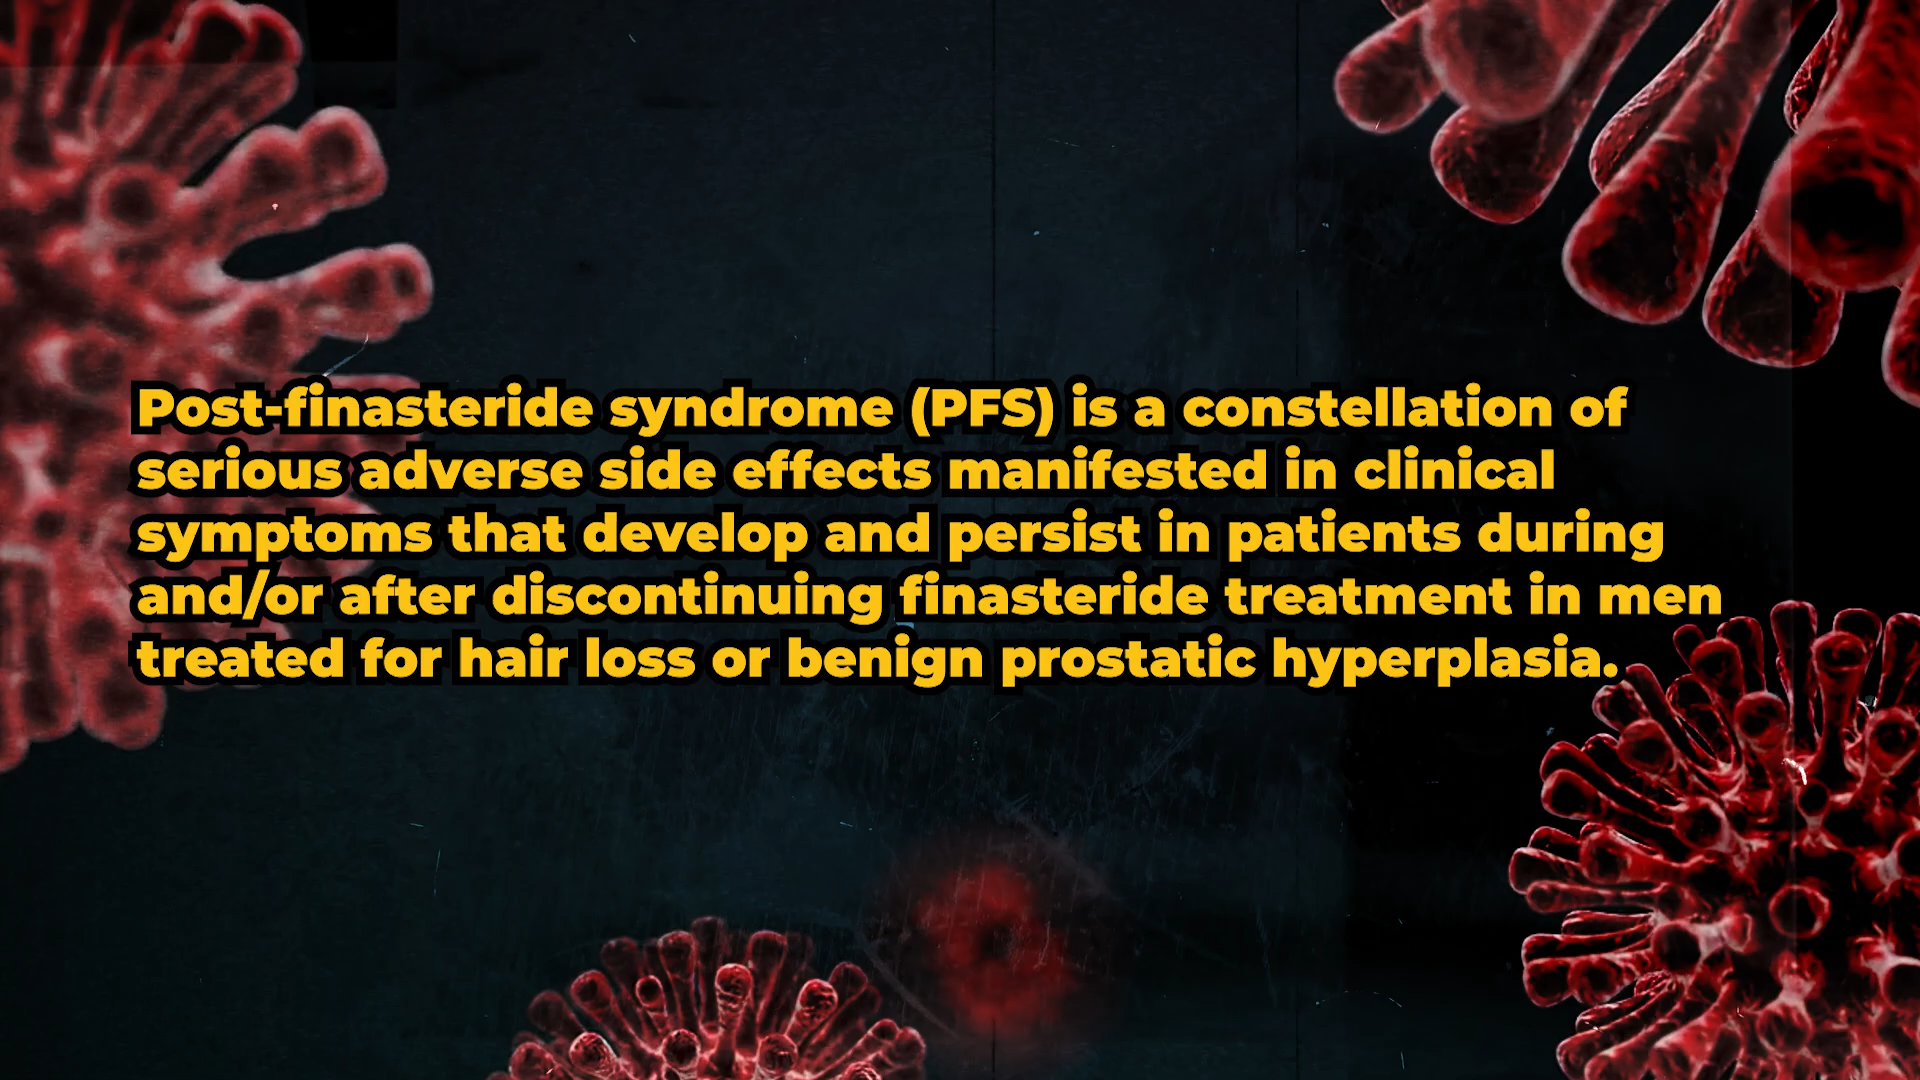 Post-finasteride syndrome (PFS) is a constellation of
serious adverse side effects manifested in clinical
symptoms that develop and persist in patients during
and/or after discontinuing finasteride treatment in men
treated for hair loss or benign prostatic hyperplasia.